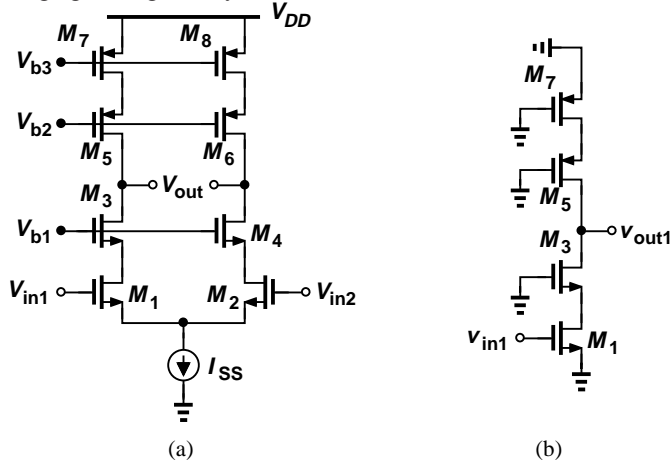 V_DD
M_7
M_8
V_b3
V_b2
M_5
M_6
M_3
V_out
V_b1
M_4
V_in1
M_1
M_2
V_in2
I_SS
(a)
M_7
M_5
v_out1
M_3
v_in1
M_1
(b)